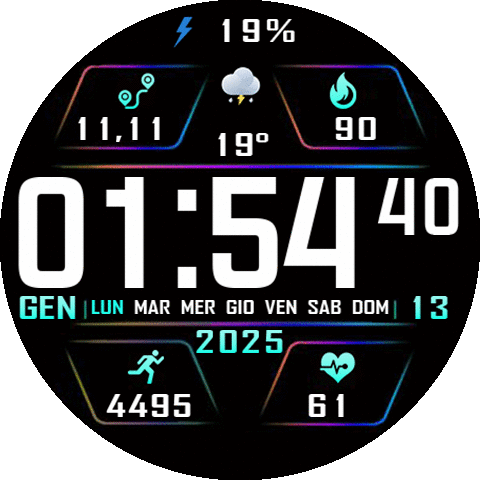 19%
11,11 19° 90
01:54 40
GEN | LUN MAR MER GIO VEN SAB DOM | 13
2025
4495 61